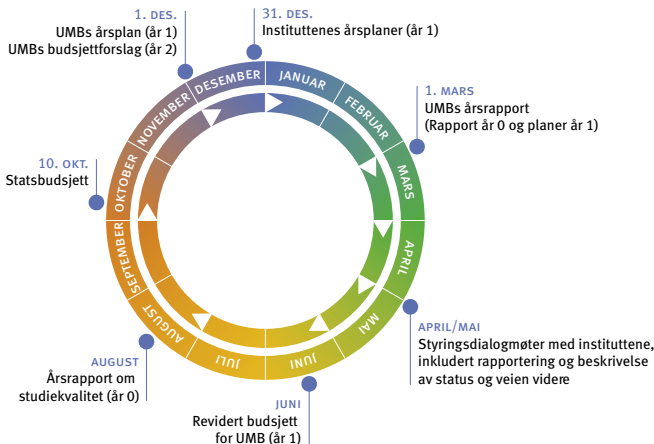 1. DES.
UMBs årsplan (år 1)
UMBs budsjettforslag (år 2)
31. DES.
Instituttenes årsplaner (år 1)
1. MARS
UMBs årsrapport
(Rapport år 0 og planer år 1)
APRIL/MAI
Styringsdialogmøter med instituttene,
inkludert rapportering og beskrivelse
av status og veien videre
JUNI
Revidert budsjett
for UMB (år 1)
AUGUST
Årsrapport om
studiekvalitet (år 0)
10. OKT.
Statsbudsjett
JANUAR
FEBRUAR
MARS
APRIL
MAI
JUNI
JULI
AUGUST
SEPTEMBER
OKTOBER
NOVEMBER
DESEMBER